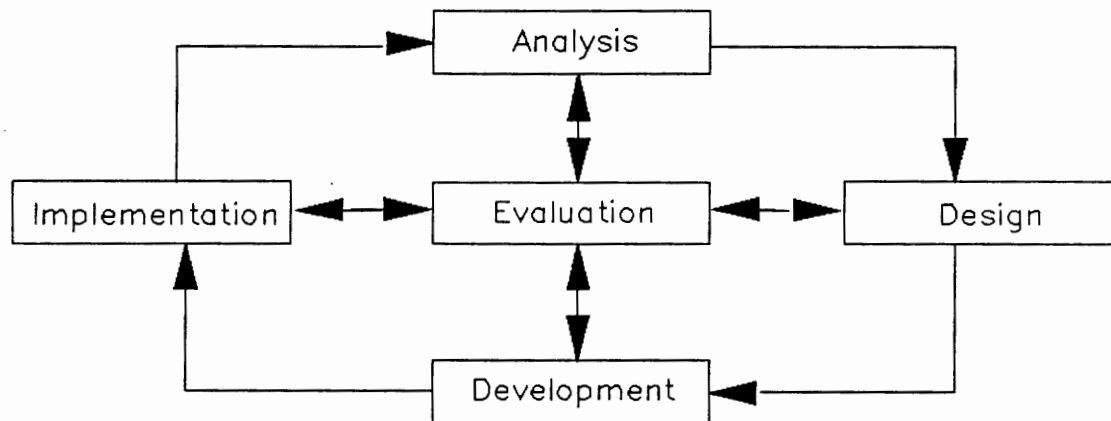 Analysis
Implementation
Evaluation
Design
Development